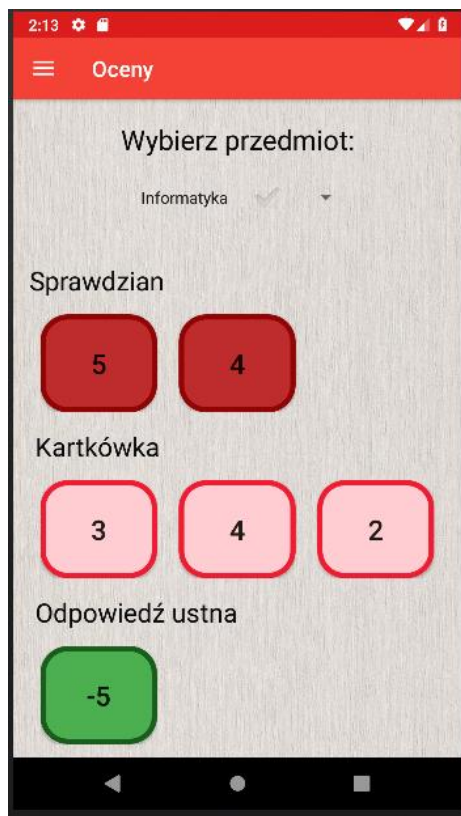 2:13
Oceny
Wybierz przedmiot:
Informatyka
Sprawdzian
5 4
Kartkówka
3 4 2
Odpowiedź ustna
-5